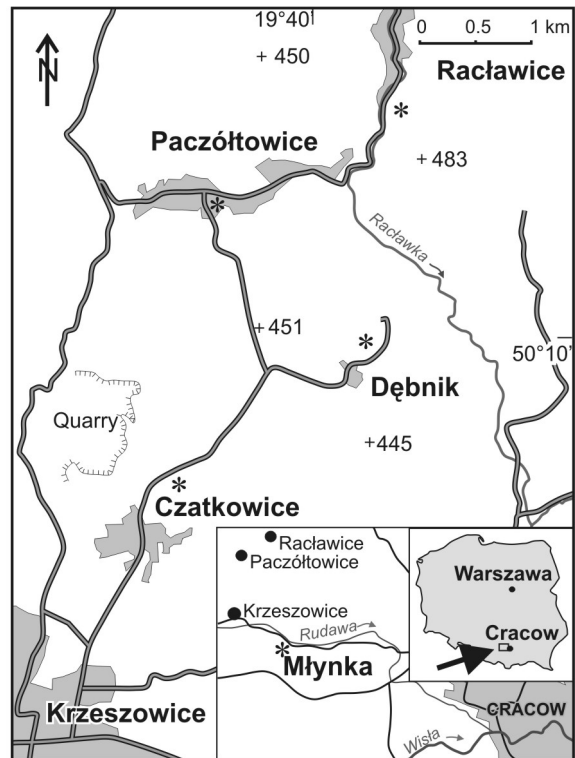 19°40'
0 0.5 1 km
N
+ 450
Racławice
Paczółtowice
+ 483
Racławka
+ 451
50°10'
Dębnik
Quarry
+ 445
Czatkowice
Racławice
Paczółtowice
Krzeszowice
Rudawa
Młynka
Warszawa
Cracow
Krzeszowice
CRACOW
Wisła